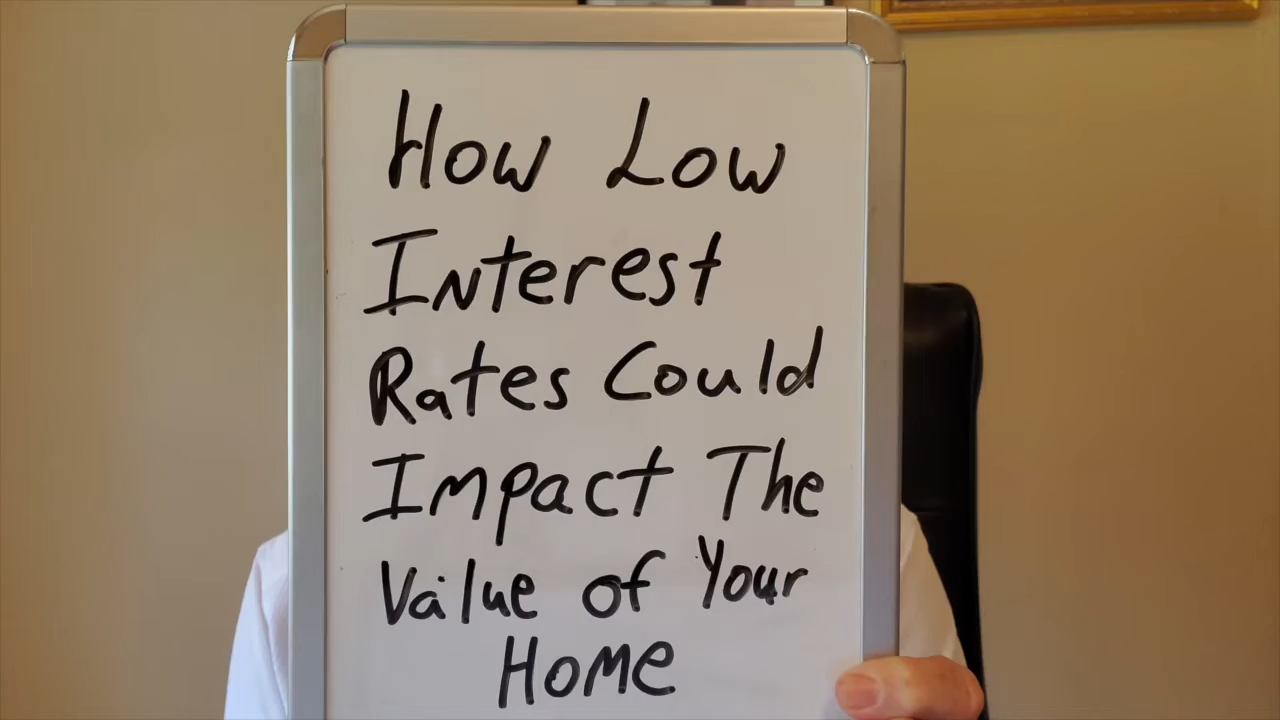 How Low
Interest
Rates Could
Impact The
Value of Your
Home